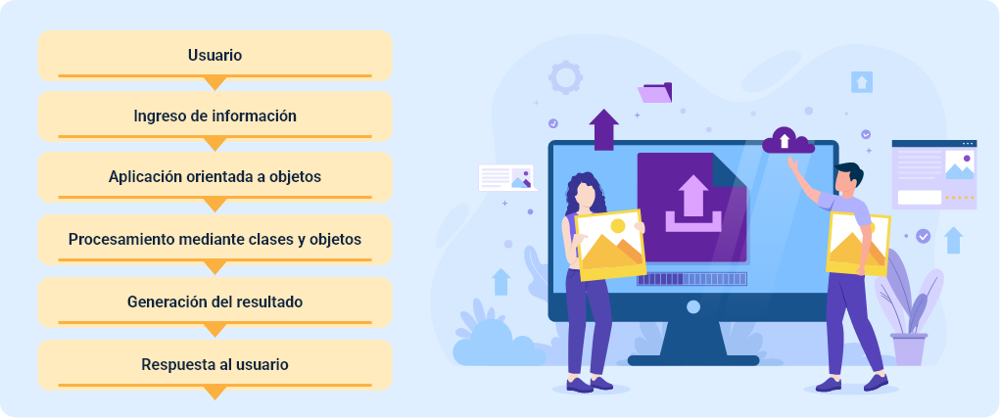 Usuario
Ingreso de información
Aplicación orientada a objetos
Procesamiento mediante clases y objetos
Generación del resultado
Respuesta al usuario